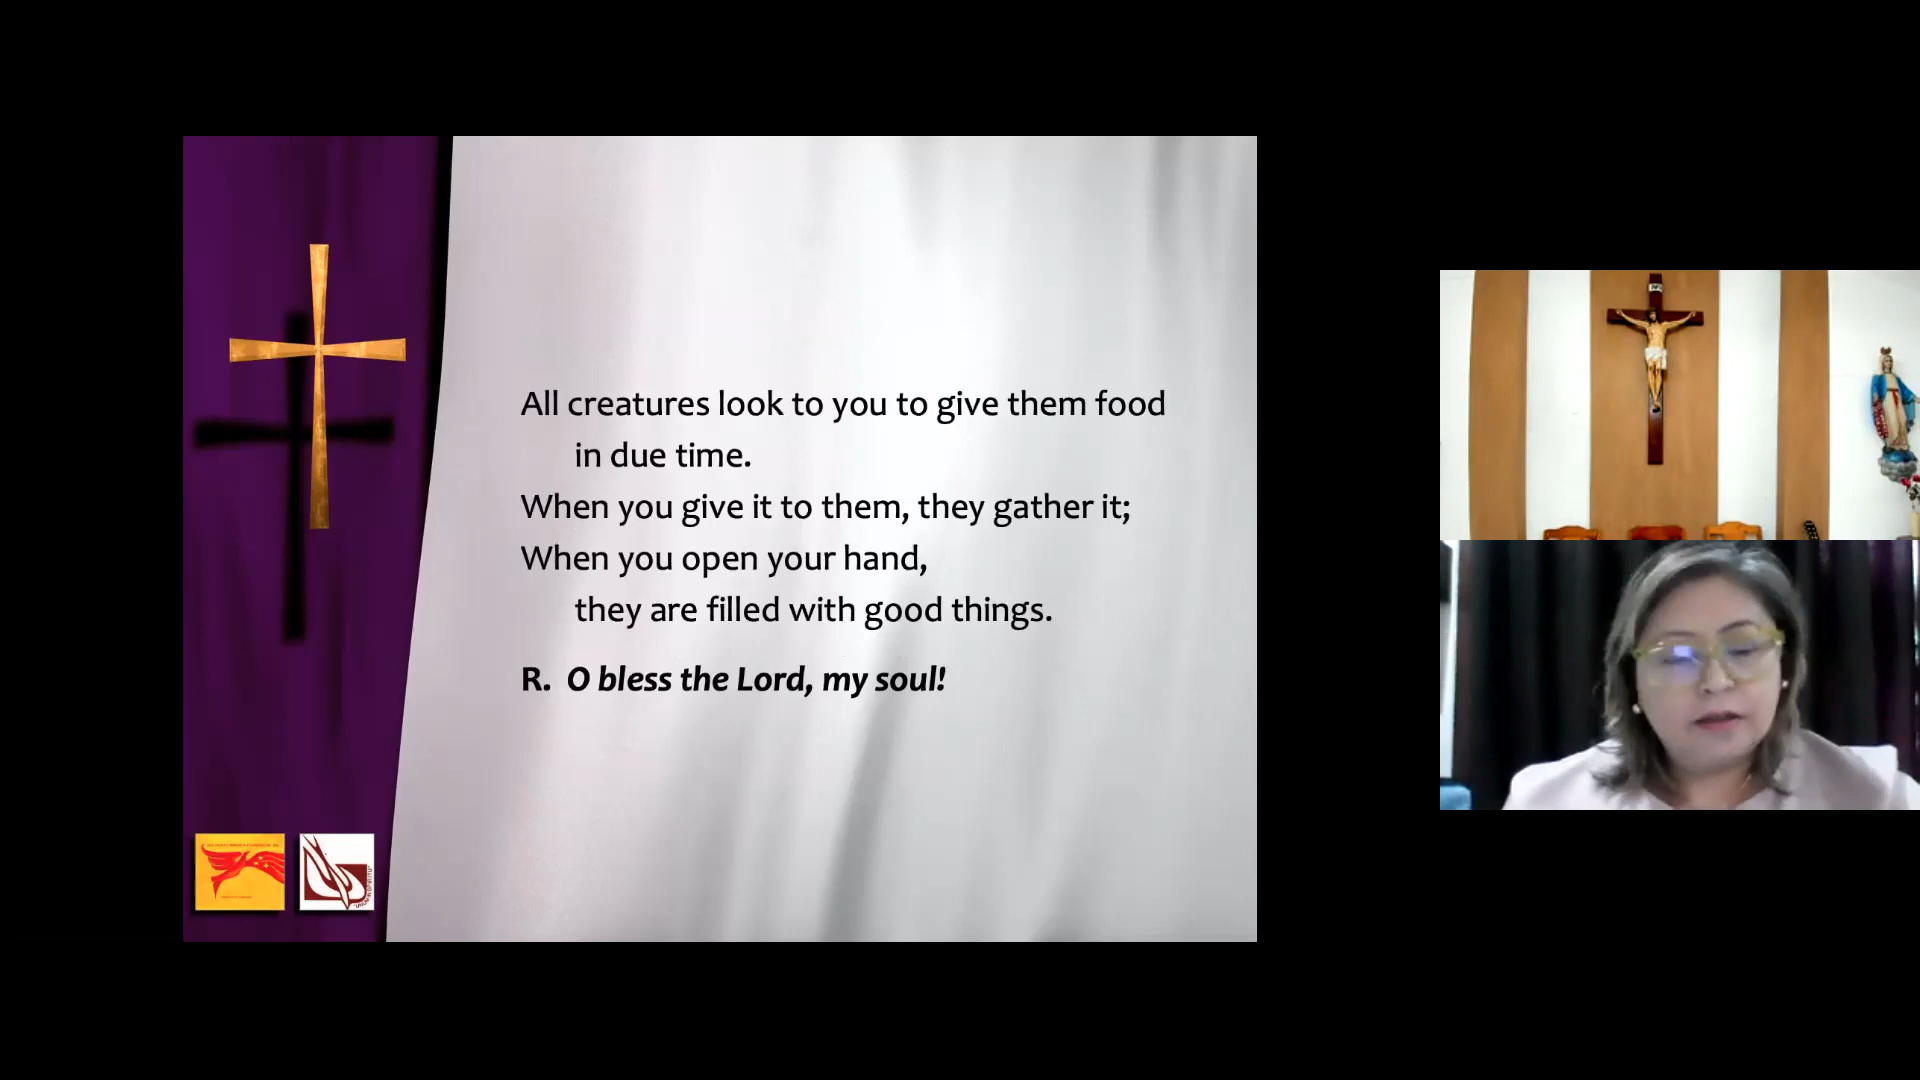 All creatures look to you to give them food
in due time.
When you give it to them, they gather it;
When you open your hand,
they are filled with good things.
R. O bless the Lord, my soul!